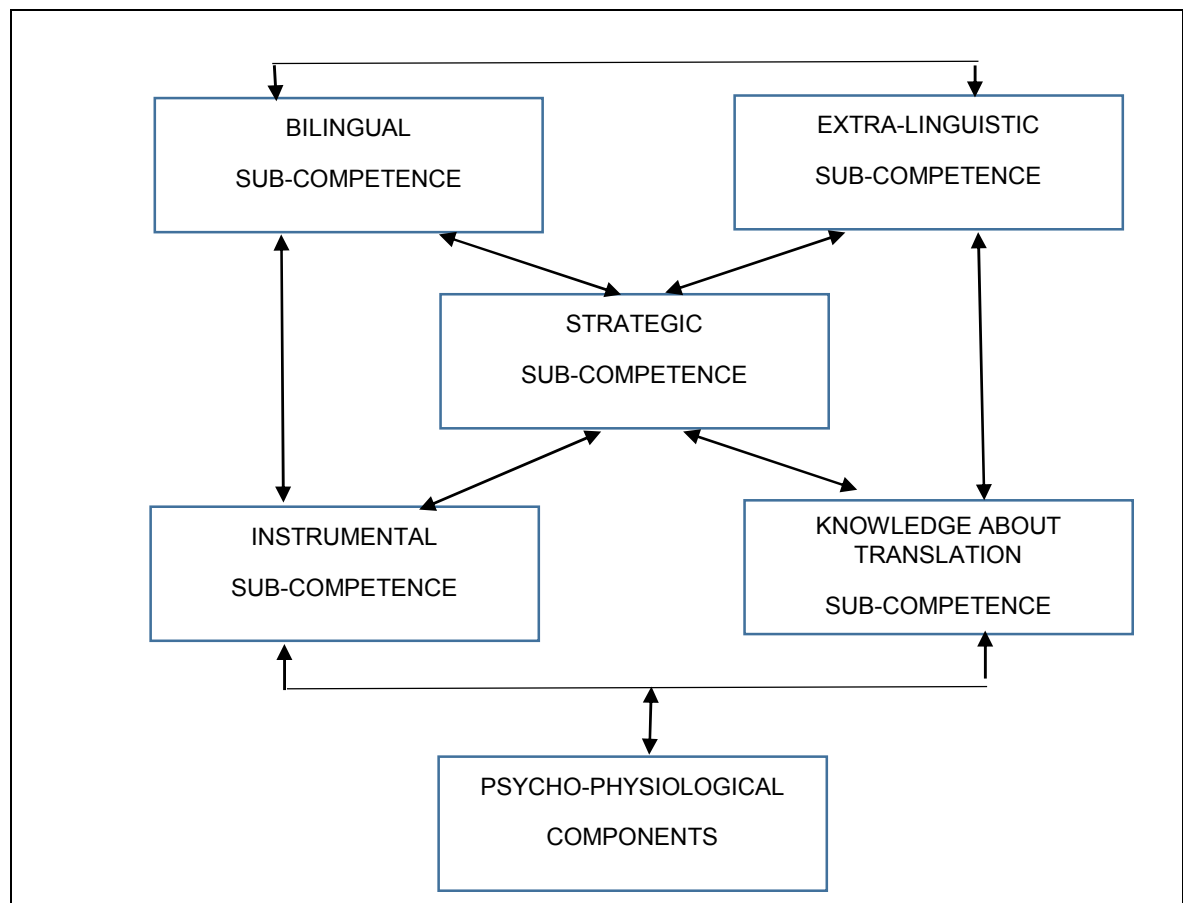 BILINGUAL
SUB-COMPETENCE
EXTRA-LINGUISTIC
SUB-COMPETENCE
STRATEGIC
SUB-COMPETENCE
INSTRUMENTAL
SUB-COMPETENCE
KNOWLEDGE ABOUT
TRANSLATION
SUB-COMPETENCE
PSYCHO-PHYSIOLOGICAL
COMPONENTS